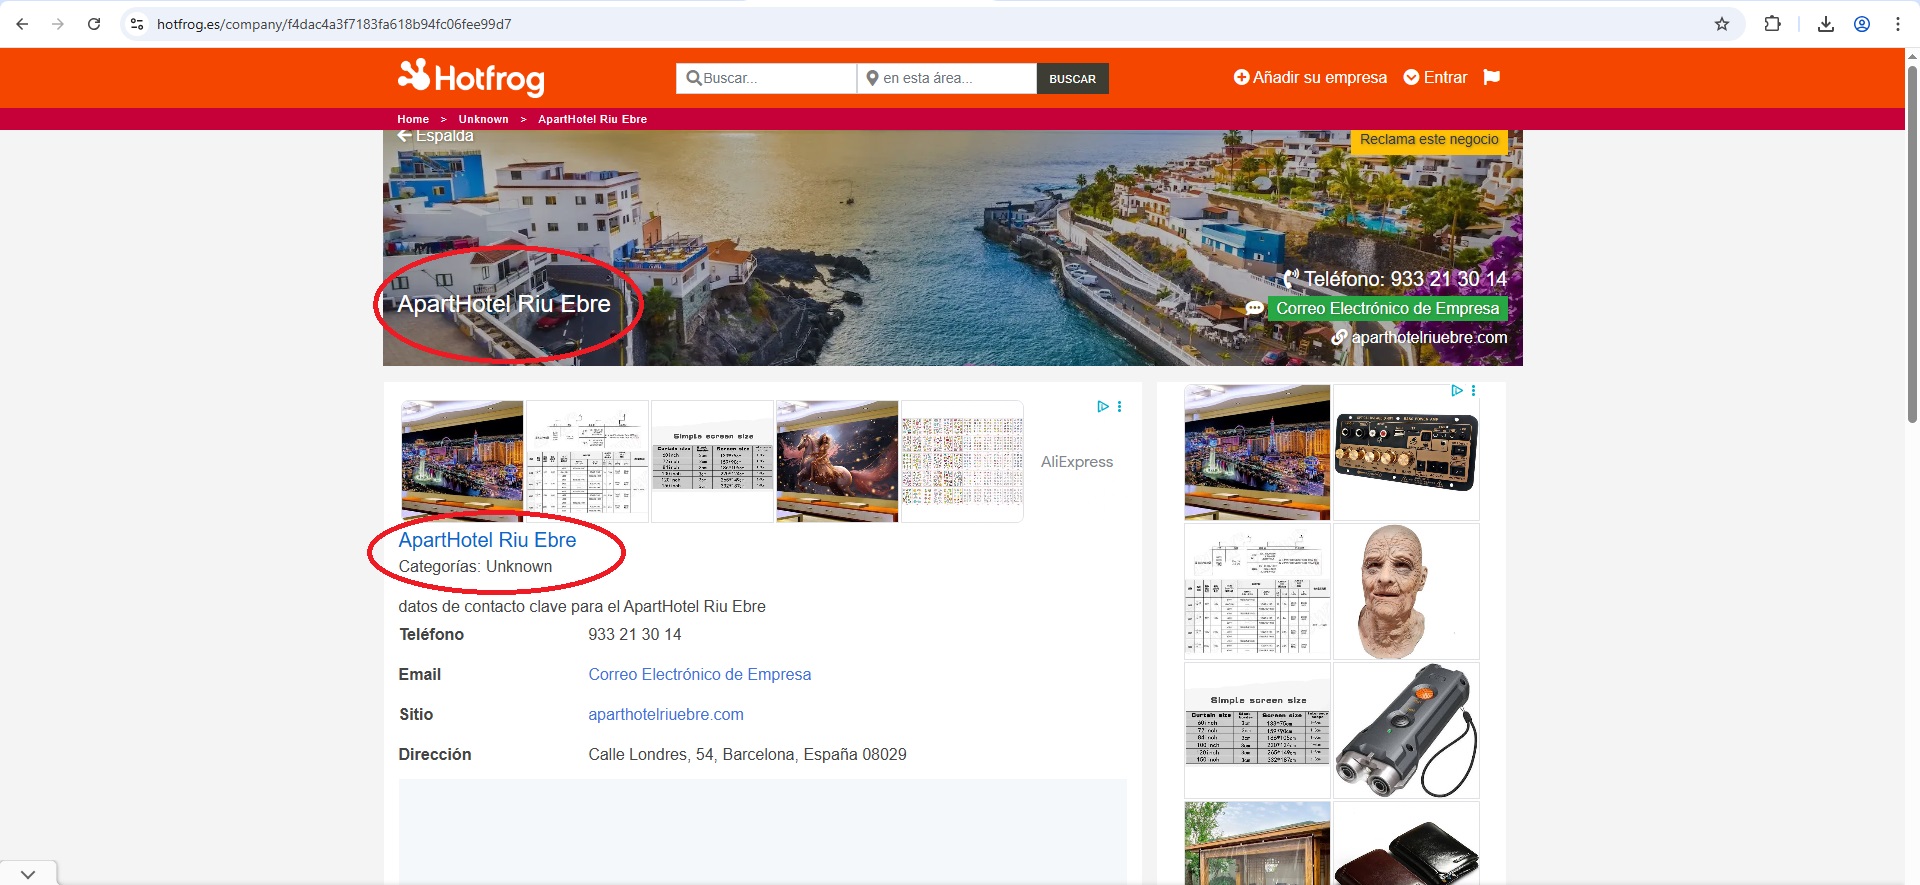 hotfrog.es/company/f4dac4a3f7183fa618b94fc06fee99d7
Hotfrog
Buscar...
en esta área...
BUSCAR
Añadir su empresa
Entrar
Home > Unknown > ApartHotel Riu Ebre
Espalda
Reclama este negocio
ApartHotel Riu Ebre
Teléfono: 933 21 30 14
Correo Electrónico de Empresa
aparthotelriuebre.com
Simple screen size
AliExpress
ApartHotel Riu Ebre
Categorías: Unknown
datos de contacto clave para el ApartHotel Riu Ebre
Teléfono 933 21 30 14
Email Correo Electrónico de Empresa
Sitio aparthotelriuebre.com
Dirección Calle Londres, 54, Barcelona, España 08029
Simple screen size
Curtain size Screen size